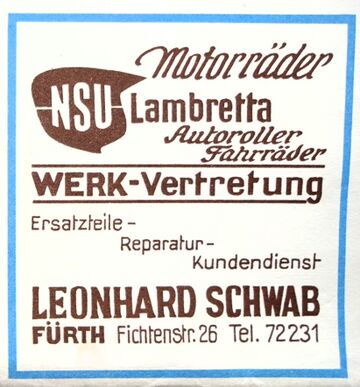 Motorräder
NSU Lambretta
Autoroller
Fahrräder
WERK-Vertretung
Ersatzteile -
Reparatur -
Kundendienst
LEONHARD SCHWAB
FÜRTH Fichtenstr. 26 Tel. 72231